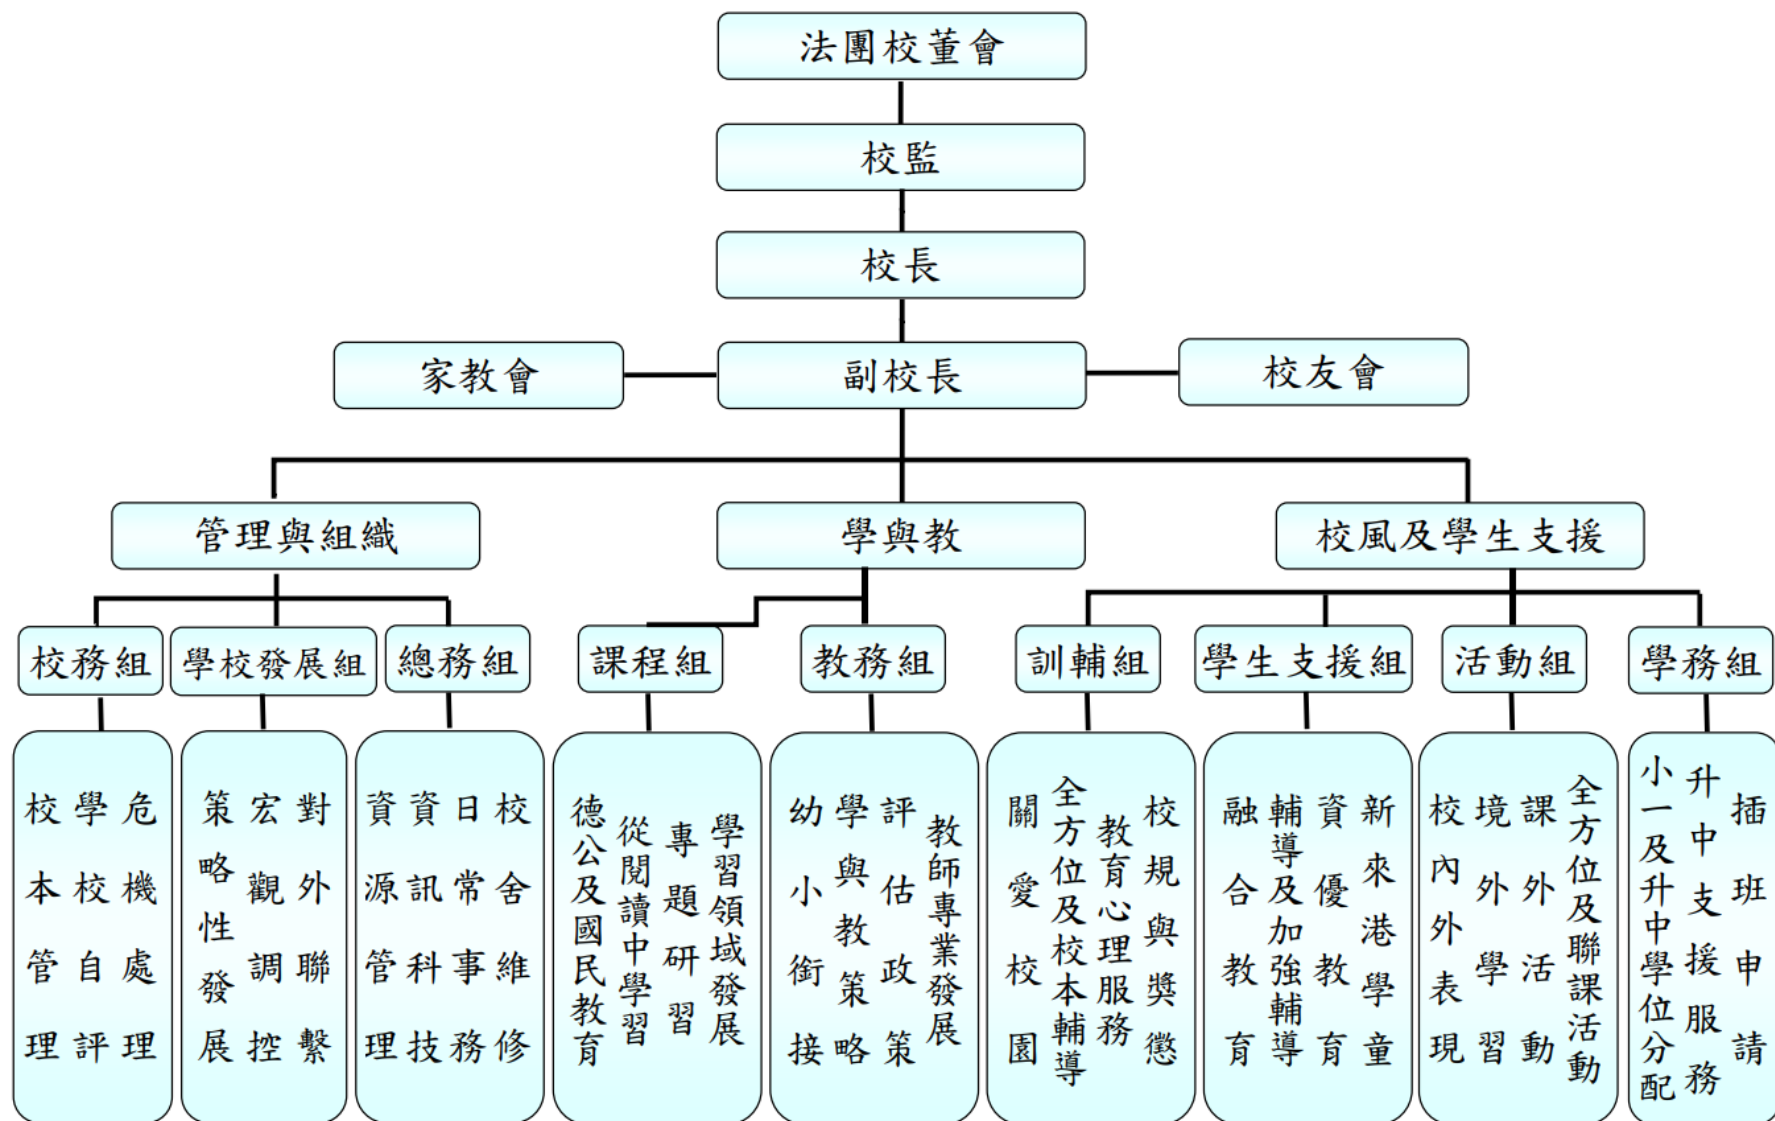 法團校董會
校監
校長
家教會
副校長
校友會
管理與組織
學與教
校風及學生支援
校務組
學校發展組
總務組
課程組
教務組
訓輔組
學生支援組
活動組
學務組
校本管理
學校自評
危機處理
策略性發展
宏觀調控
對外聯繫
資源管理
資訊科技
日常事務
校舍維修
德公及國民教育
從閱讀中學習
專題研習
學習領域發展
幼小銜接
學與教策略
評估政策
教師專業發展
關愛校園
全方位及校本輔導
教育心理服務
校規與獎懲
融合教育
輔導及加強輔導
資優教育
新來港學童
校內外表現
境外學習
課外活動
全方位及聯課活動
小一及升中學位分配
升中支援服務
插班申請